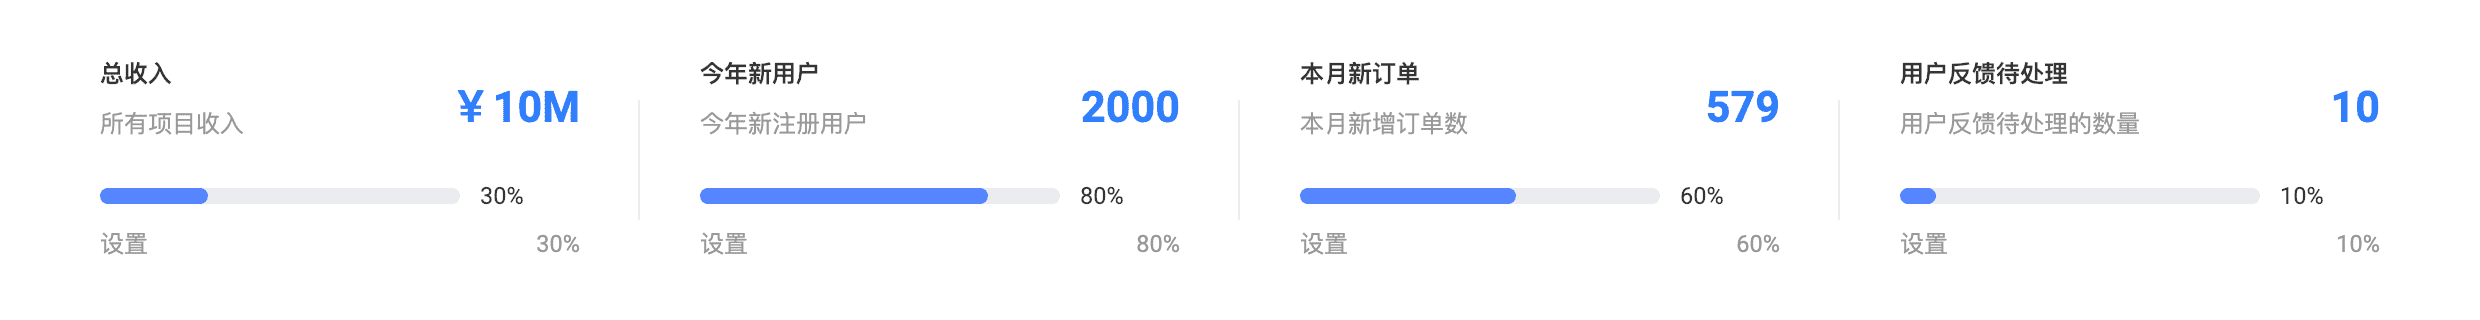 总收入
所有项目收入
¥ 10M
30%
设置
30%
今年新用户
今年新注册用户
2000
80%
设置
80%
本月新订单
本月新增订单数
579
60%
设置
60%
用户反馈待处理
用户反馈待处理的数量
10
10%
设置
10%